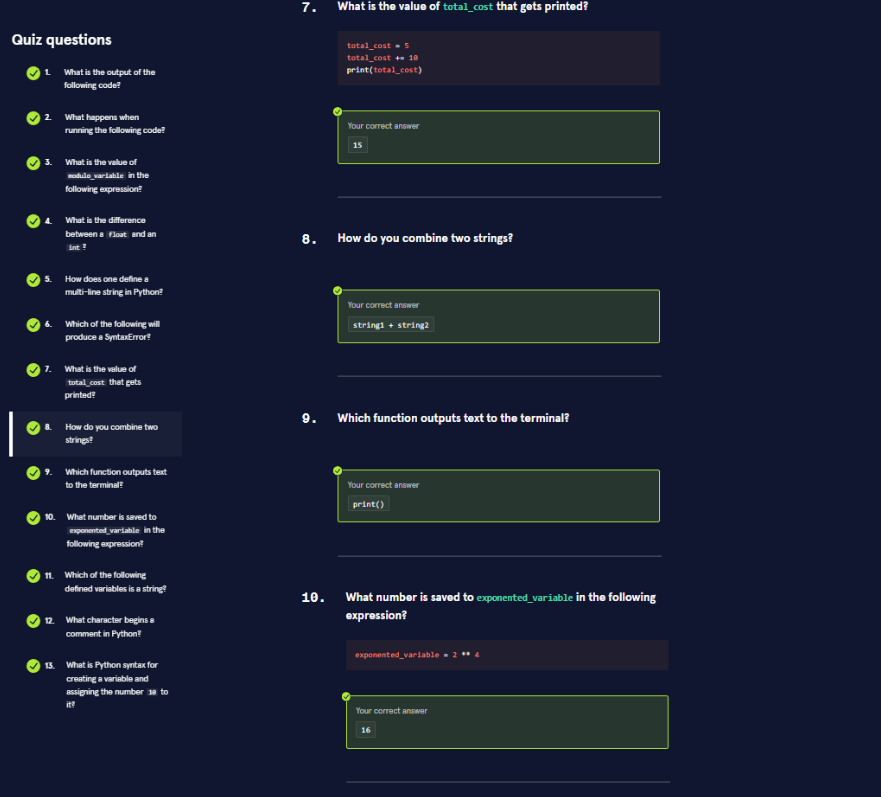 Quiz questions
1. What is the output of the
following code?
2. What happens when
running the following code?
3. What is the value of
modulo_variable in the
following expression?
4. What is the difference
between a float and an
int ?
5. How does one define a
multi-line string in Python?
6. Which of the following will
produce a SyntaxError?
7. What is the value of
total_cost that gets
printed?
8. How do you combine two
strings?
9. Which function outputs text
to the terminal?
10. What number is saved to
exponented_variable in the
following expression?
11. Which of the following
defined variables is a string?
12. What character begins a
comment in Python?
13. What is Python syntax for
creating a variable and
assigning the number 10 to
it?
7. What is the value of total_cost that gets printed?
total_cost = 5
total_cost += 10
print(total_cost)
Your correct answer
15
8. How do you combine two strings?
Your correct answer
string1 + string2
9. Which function outputs text to the terminal?
Your correct answer
print()
10. What number is saved to exponented_variable in the following
expression?
exponented_variable = 2 ** 4
Your correct answer
16